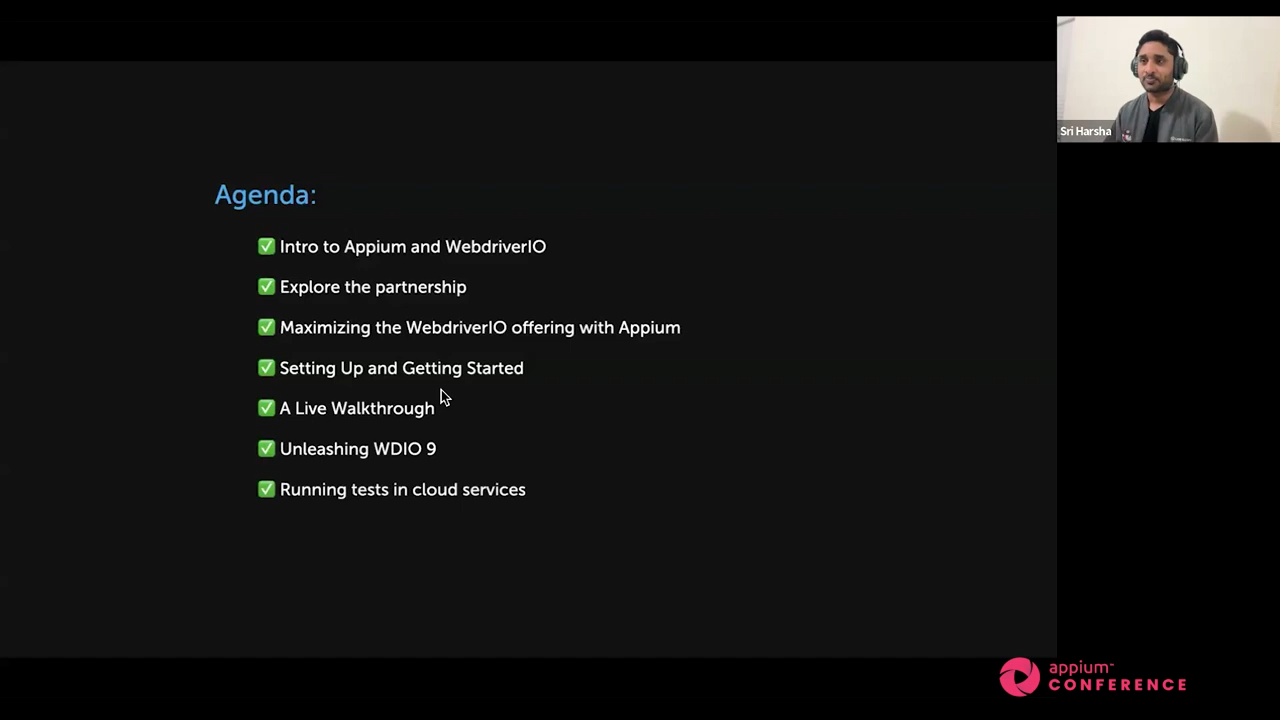 Sri Harsha
Agenda:
✅ Intro to Appium and WebdriverIO
✅ Explore the partnership
✅ Maximizing the WebdriverIO offering with Appium
✅ Setting Up and Getting Started
✅ A Live Walkthrough
✅ Unleashing WDIO 9
✅ Running tests in cloud services
appium™
CONFERENCE